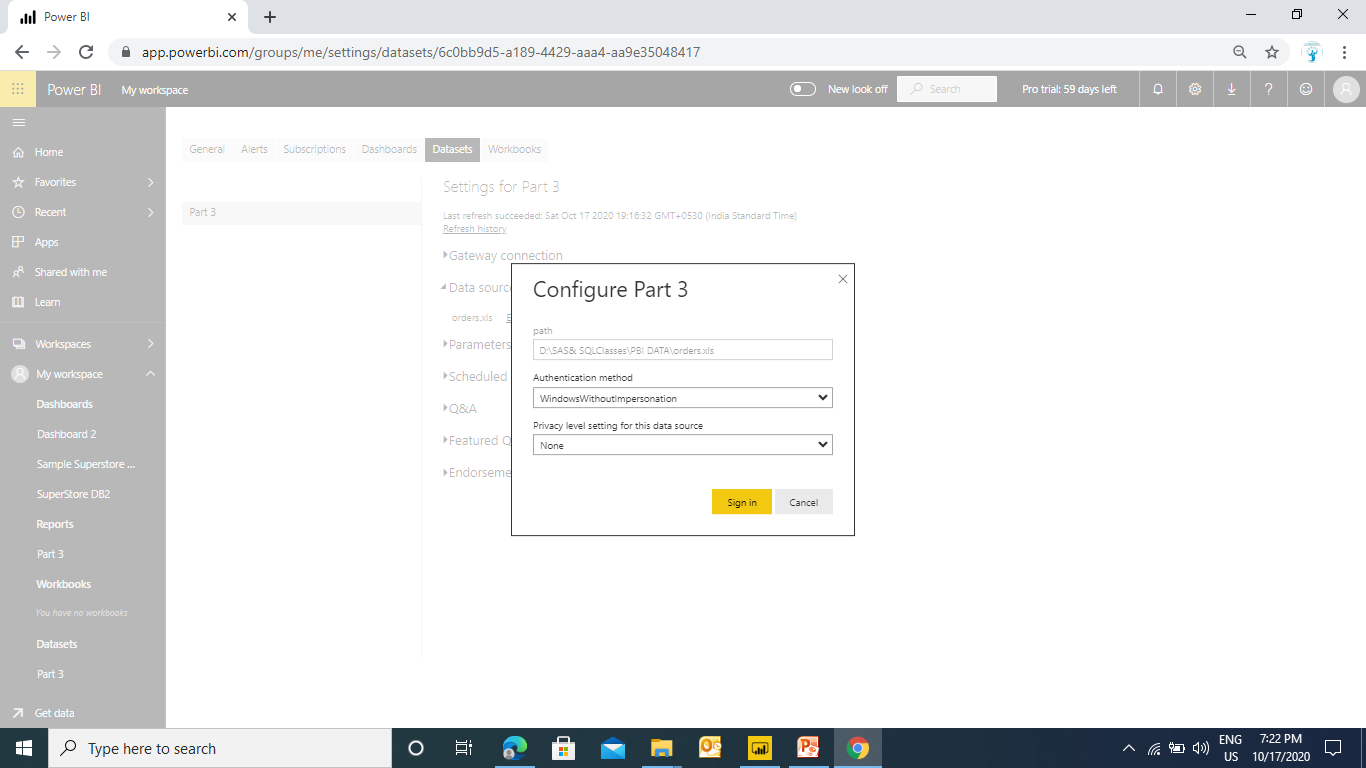 Power BI
app.powerbi.com/groups/me/settings/datasets/6c0bb9d5-a189-4429-aaa4-aa9e35048417
Power BI My workspace New look off Search Pro trial: 59 days left
Home
Favorites
Recent
Apps
Shared with me
Learn
Workspaces
My workspace
Dashboards
Dashboard 2
Sample Superstore ...
SuperStore DB2
Reports
Part 3
Workbooks
You have no workbooks
Datasets
Part 3
Get data
General Alerts Subscriptions Dashboards Datasets Workbooks
Part 3
Settings for Part 3
Last refresh succeeded: Sat Oct 17 2020 19:16:32 GMT+0530 (India Standard Time)
Refresh history
Gateway connection
Data sourc
orders.xls E
Parameters
Scheduled
Q&A
Featured Q
Endorseme
Configure Part 3
path
D:\SAS& SQLClasses\PBI DATA\orders.xls
Authentication method
WindowsWithoutImpersonation
Privacy level setting for this data source
None
Sign in Cancel
Type here to search
ENG
US
7:22 PM
10/17/2020